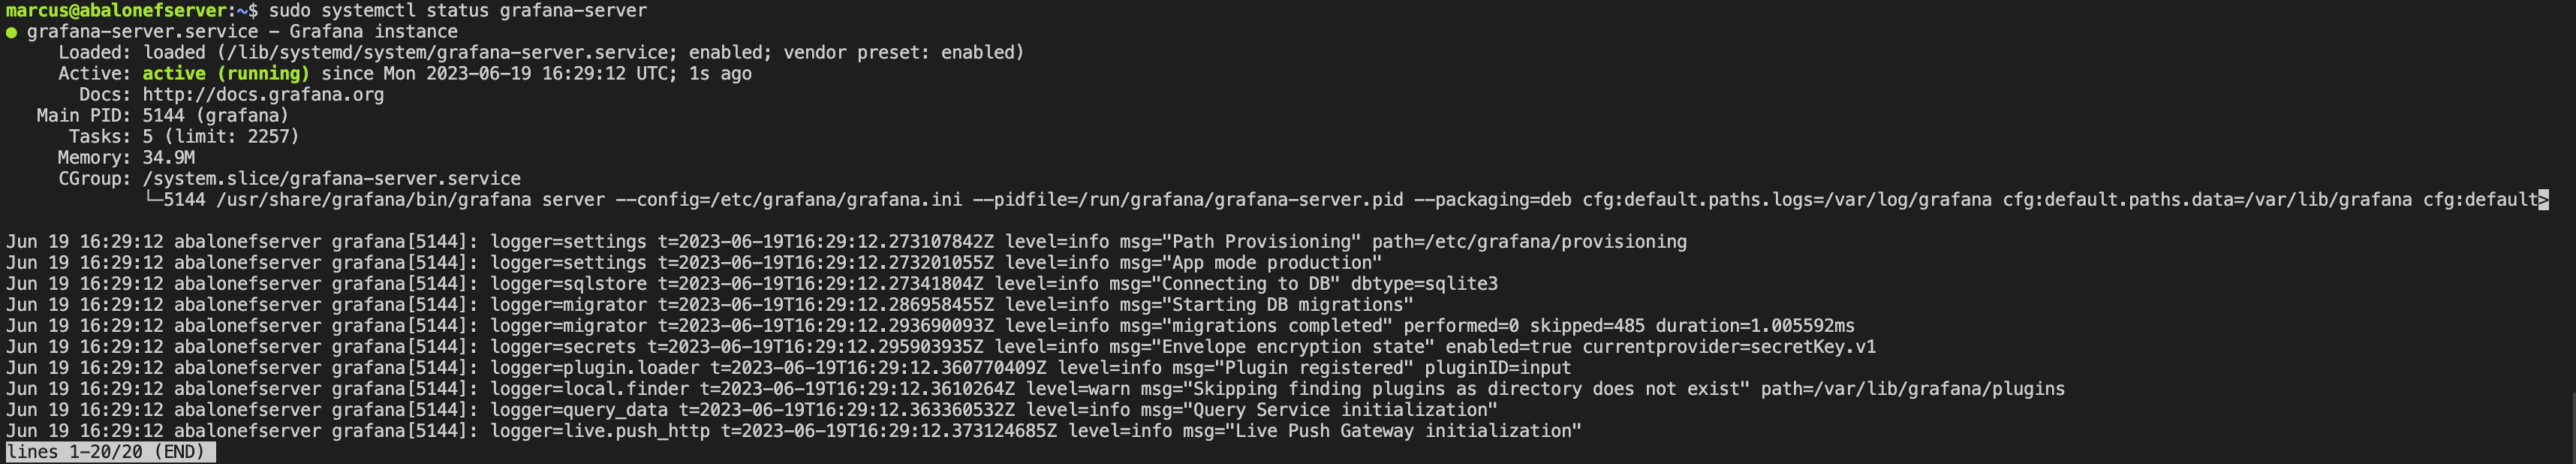 marcus@abalonefserver:~$ sudo systemctl status grafana-server
● grafana-server.service – Grafana instance
Loaded: loaded (/lib/systemd/system/grafana-server.service; enabled; vendor preset: enabled)
Active: active (running) since Mon 2023-06-19 16:29:12 UTC; 1s ago
Docs: http://docs.grafana.org
Main PID: 5144 (grafana)
Tasks: 5 (limit: 2257)
Memory: 34.9M
CGroup: /system.slice/grafana-server.service
└─5144 /usr/share/grafana/bin/grafana server --config=/etc/grafana/grafana.ini --pidfile=/run/grafana/grafana-server.pid --packaging=deb cfg:default.paths.logs=/var/log/grafana cfg:default.paths.data=/var/lib/grafana cfg:default>
Jun 19 16:29:12 abalonefserver grafana[5144]: logger=settings t=2023-06-19T16:29:12.273107842Z level=info msg="Path Provisioning" path=/etc/grafana/provisioning
Jun 19 16:29:12 abalonefserver grafana[5144]: logger=settings t=2023-06-19T16:29:12.273201055Z level=info msg="App mode production"
Jun 19 16:29:12 abalonefserver grafana[5144]: logger=sqlstore t=2023-06-19T16:29:12.27341804Z level=info msg="Connecting to DB" dbtype=sqlite3
Jun 19 16:29:12 abalonefserver grafana[5144]: logger=migrator t=2023-06-19T16:29:12.286958455Z level=info msg="Starting DB migrations"
Jun 19 16:29:12 abalonefserver grafana[5144]: logger=migrator t=2023-06-19T16:29:12.293690093Z level=info msg="migrations completed" performed=0 skipped=485 duration=1.005592ms
Jun 19 16:29:12 abalonefserver grafana[5144]: logger=secrets t=2023-06-19T16:29:12.295903935Z level=info msg="Envelope encryption state" enabled=true currentprovider=secretKey.v1
Jun 19 16:29:12 abalonefserver grafana[5144]: logger=plugin.loader t=2023-06-19T16:29:12.360770409Z level=info msg="Plugin registered" pluginID=input
Jun 19 16:29:12 abalonefserver grafana[5144]: logger=local.finder t=2023-06-19T16:29:12.3610264Z level=warn msg="Skipping finding plugins as directory does not exist" path=/var/lib/grafana/plugins
Jun 19 16:29:12 abalonefserver grafana[5144]: logger=query_data t=2023-06-19T16:29:12.363360532Z level=info msg="Query Service initialization"
Jun 19 16:29:12 abalonefserver grafana[5144]: logger=live.push_http t=2023-06-19T16:29:12.373124685Z level=info msg="Live Push Gateway initialization"
lines 1-20/20 (END)